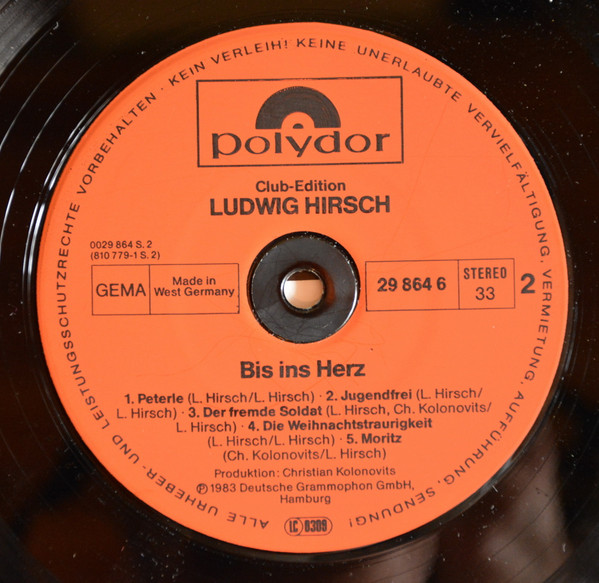 ALLE URHEBER- UND LEISTUNGSSCHUTZRECHTE VORBEHALTEN · KEIN VERLEIH! KEINE UNERLAUBTE VERVIELFÄLTIGUNG, VERMIETUNG, AUFFÜHRUNG, SENDUNG!
polydor
Club-Edition
LUDWIG HIRSCH
0029 864 S. 2
(810 779-1 S. 2)
GEMA
Made in
West Germany
29 864 6
STEREO
33
2
Bis ins Herz
1. Peterle (L. Hirsch/L. Hirsch) · 2. Jugendfrei (L. Hirsch/
L. Hirsch) · 3. Der fremde Soldat (L. Hirsch, Ch. Kolonovits/
L. Hirsch) · 4. Die Weihnachtstraurigkeit
(L. Hirsch/L. Hirsch) · 5. Moritz
(Ch. Kolonovits/L. Hirsch)
Produktion: Christian Kolonovits
Ⓟ 1983 Deutsche Grammophon GmbH,
Hamburg
LC 0309